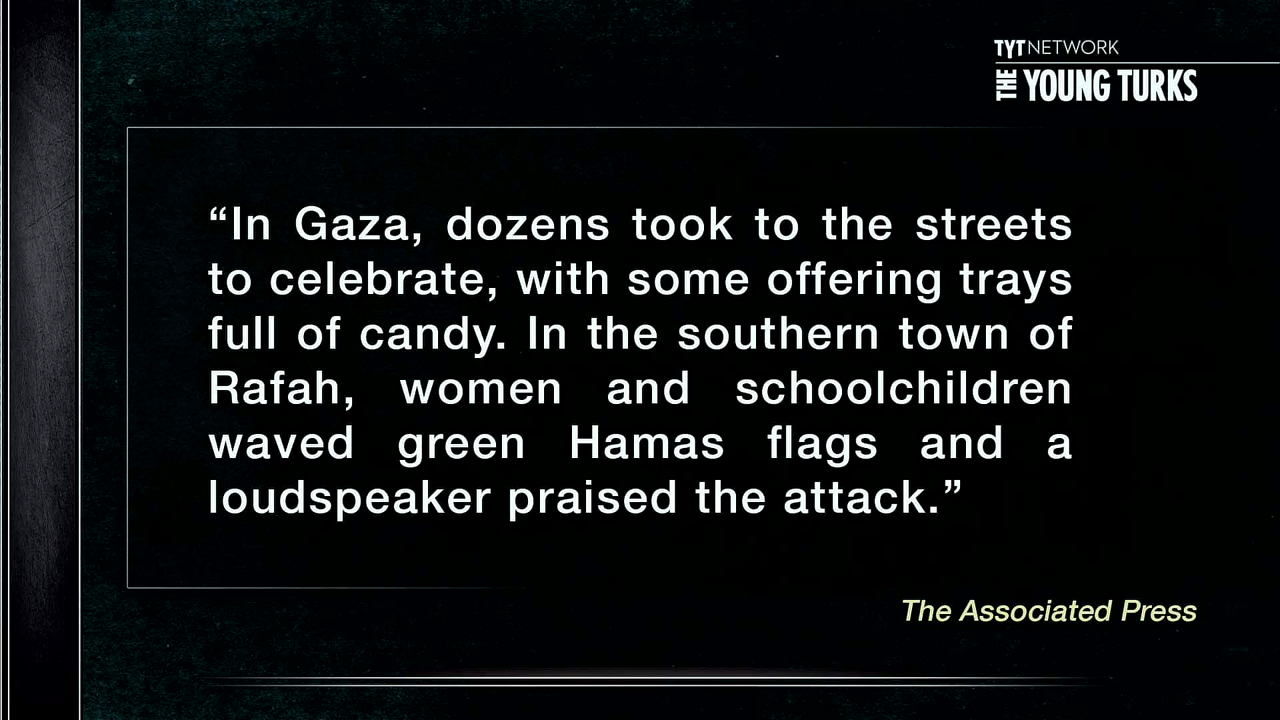 TYTNETWORK
THE YOUNG TURKS
“In Gaza, dozens took to the streets
to celebrate, with some offering trays
full of candy. In the southern town of
Rafah, women and schoolchildren
waved green Hamas flags and a
loudspeaker praised the attack.”
The Associated Press